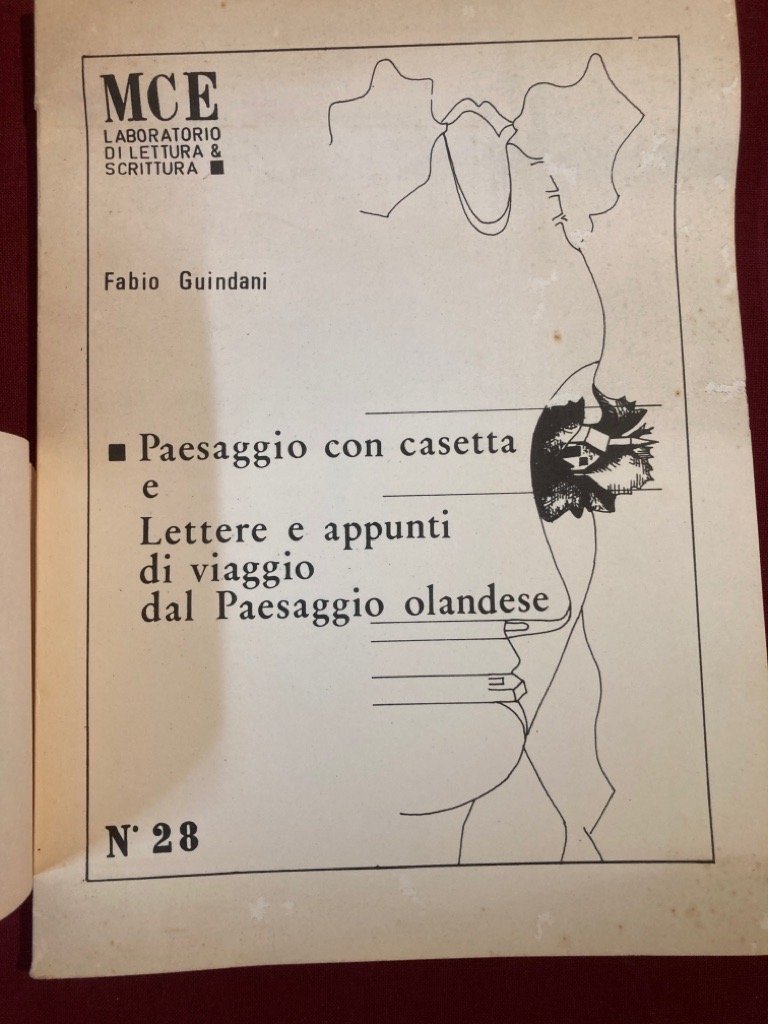 MCE
LABORATORIO
DI LETTURA &
SCRITTURA ■
Fabio Guindani
■ Paesaggio con casetta
e
Lettere e appunti
di viaggio
dal Paesaggio olandese
N° 28